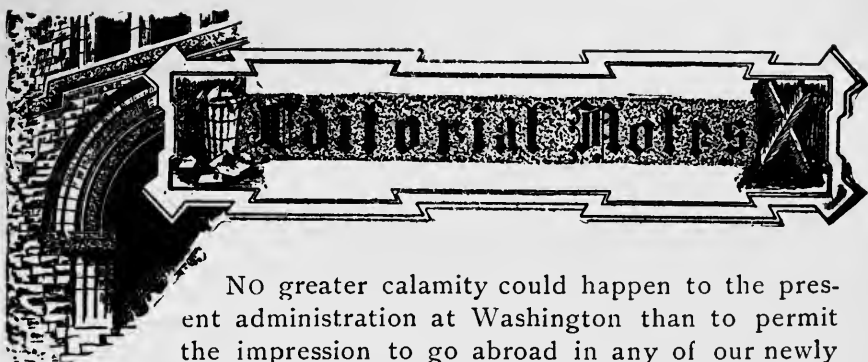 Editorial Notes
NO greater calamity could happen to the pres-
ent administration at Washington than to permit
the impression to go abroad in any of our newly